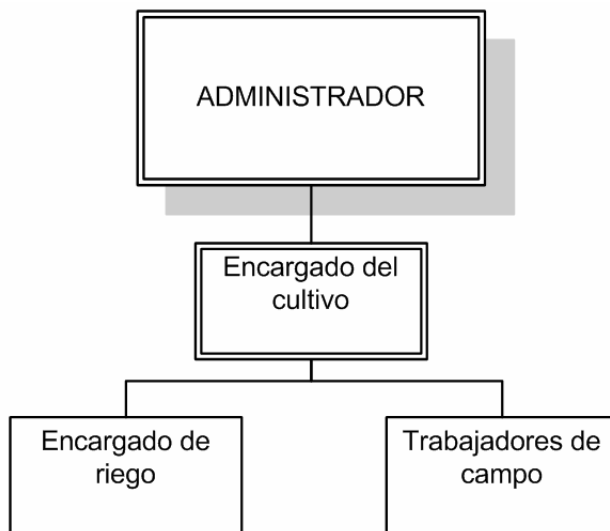 ADMINISTRADOR
Encargado del
cultivo
Encargado de
riego
Trabajadores de
campo